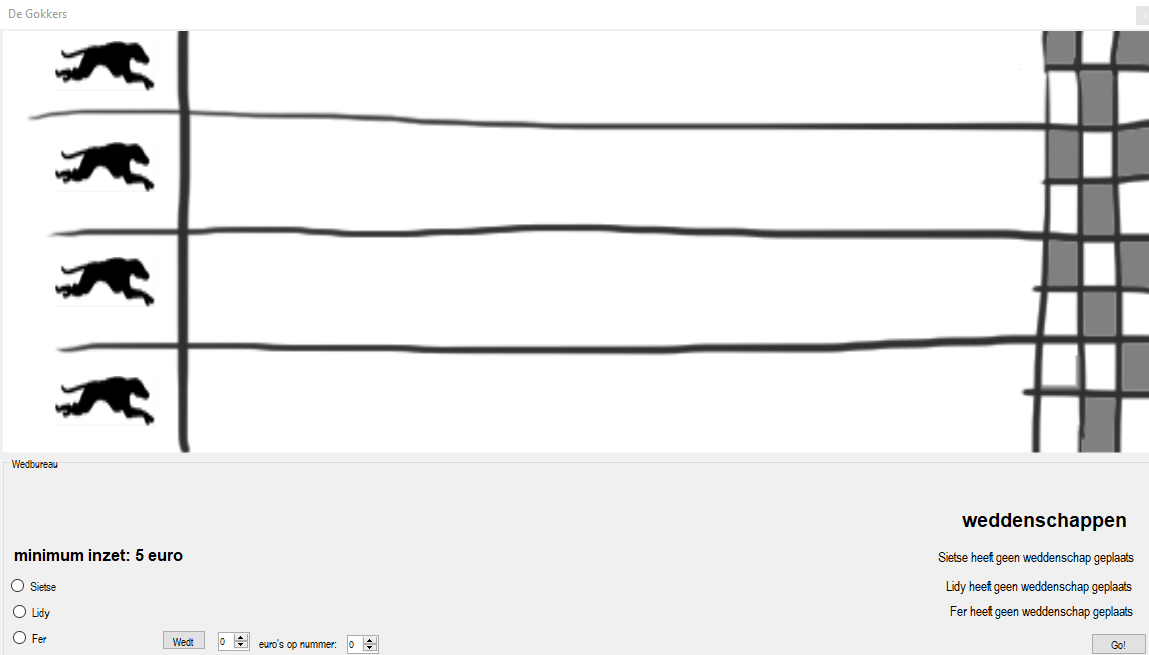 De Gokkers
Wedbureau
weddenschappen
minimum inzet: 5 euro
Sietse heeft geen weddenschap geplaats
Sietse
Lidy heeft geen weddenschap geplaats
Lidy
Fer heeft geen weddenschap geplaats
Fer
Wedt 0 euro's op nummer: 0
Go!